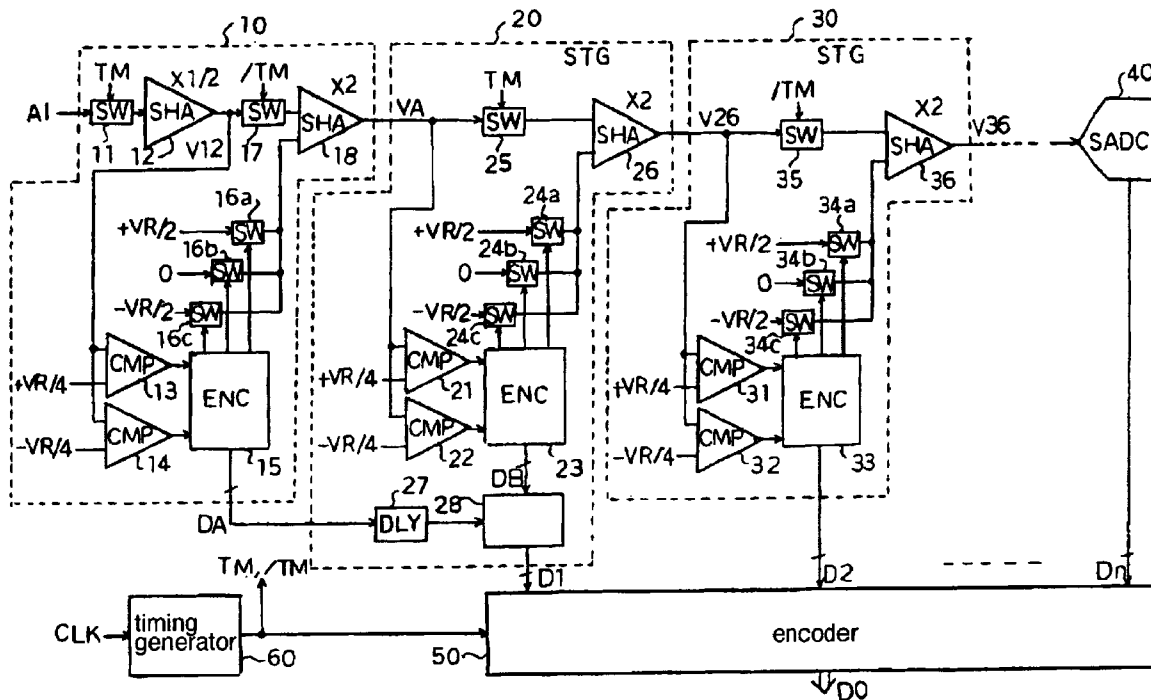 10
20
30
STG
STG
40
TM
X1/2
/TM
X2
TM
X2
/TM
X2
AI
SW
SHA
SW
SHA
VA
SW
SHA
V26
SW
SHA
V36
SADC
11
12
V12
17
18
25
26
35
36
16a
24a
34a
+VR/2
SW
+VR/2
SW
+VR/2
SW
16b
24b
34b
0
SW
0
SW
0
SW
-VR/2
SW
-VR/2
SW
-VR/2
SW
16c
24c
34c
CMP
ENC
CMP
ENC
CMP
ENC
+VR/4
13
+VR/4
21
+VR/4
31
CMP
CMP
CMP
-VR/4
14
15
-VR/4
22
23
-VR/4
32
33
DB
27
28
DA
DLY
TM, /TM
D1
D2
Dn
CLK
timing
generator
60
encoder
50
D0